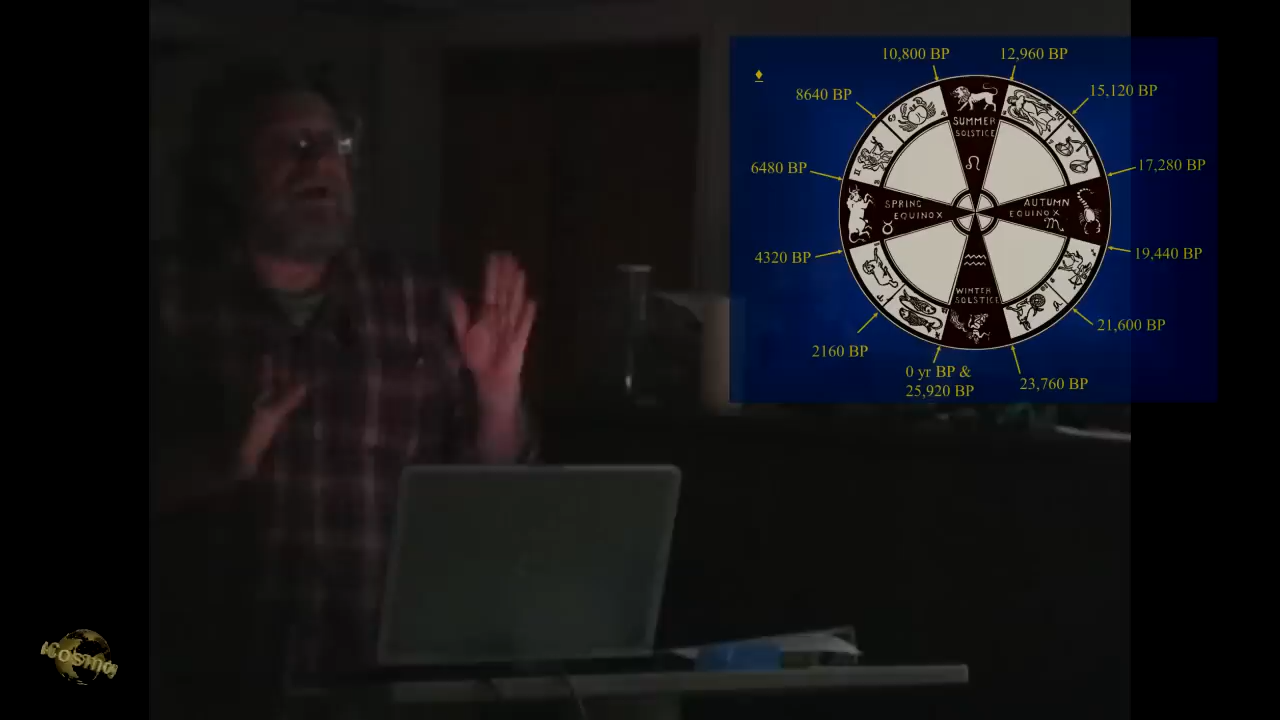 10,800 BP
12,960 BP
8640 BP
15,120 BP
SUMMER
SOLSTICE
♌
6480 BP
17,280 BP
SPRING
EQUINOX
♉
AUTUMN
EQUINOX
♏
4320 BP
19,440 BP
♒
WINTER
SOLSTICE
21,600 BP
2160 BP
0 yr BP &
25,920 BP
23,760 BP